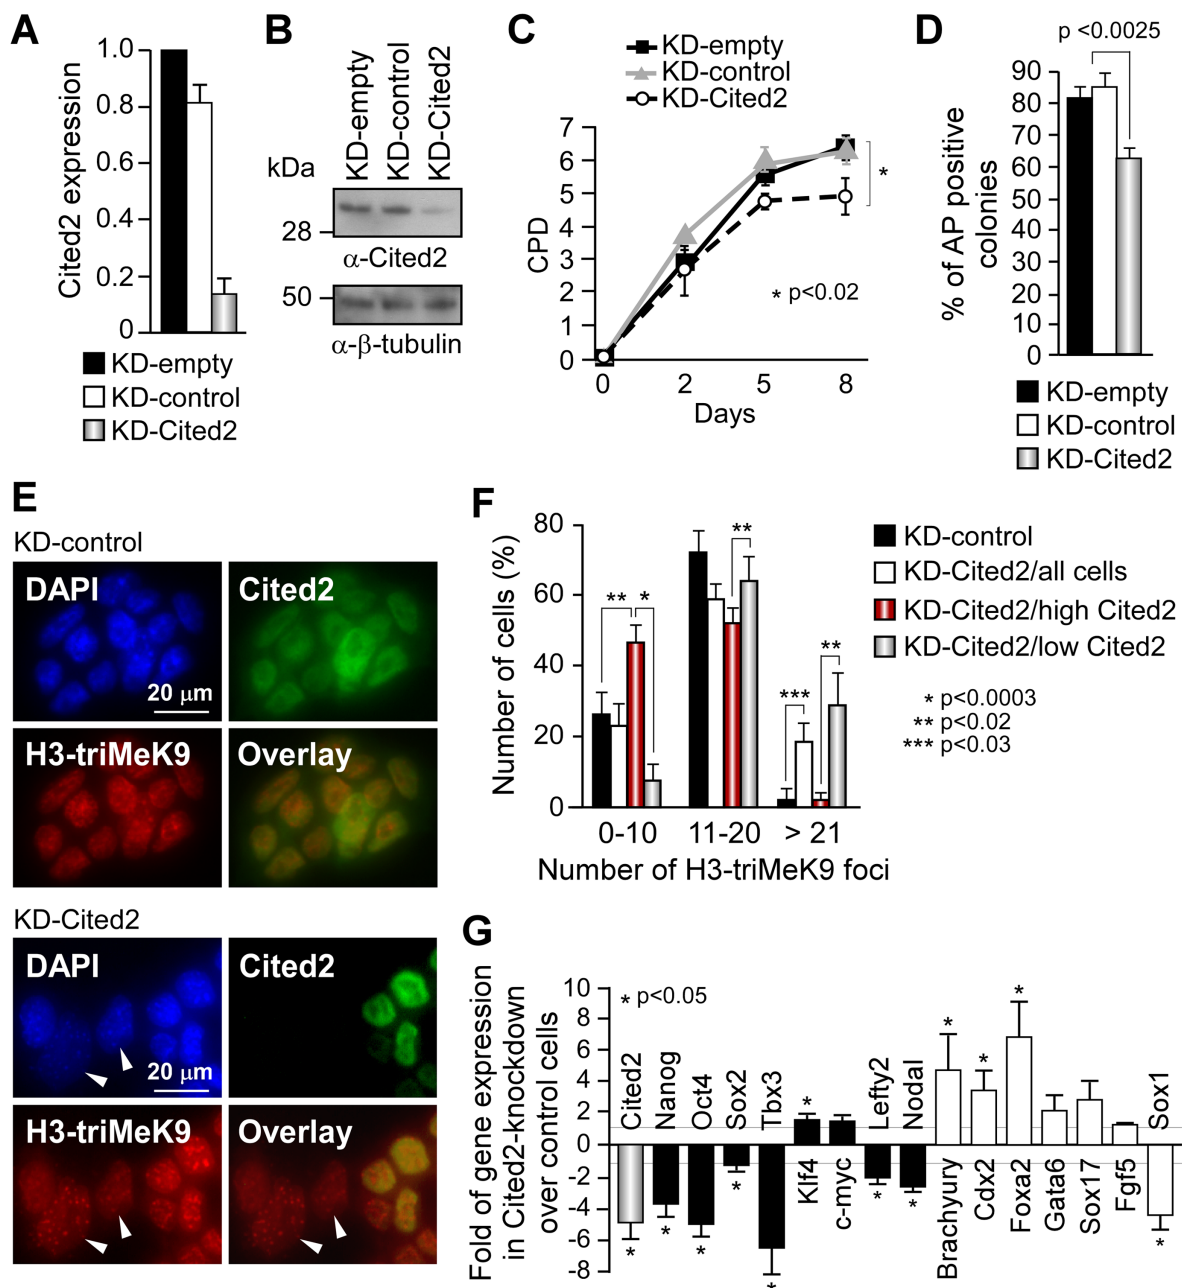 A
Cited2 expression
1.0
0.8
0.6
0.4
0.2
0
KD-empty
KD-control
KD-Cited2
B
KD-empty
KD-control
KD-Cited2
kDa
28
α-Cited2
50
α-β-tubulin
C
KD-empty
KD-control
KD-Cited2
CPD
7
6
5
4
3
2
1
0
*
* p<0.02
0
2
5
8
Days
D
p <0.0025
% of AP positive
colonies
90
80
70
60
50
40
30
20
10
0
KD-empty
KD-control
KD-Cited2
E
KD-control
DAPI
20 μm
Cited2
H3-triMeK9
Overlay
KD-Cited2
DAPI
20 μm
Cited2
H3-triMeK9
Overlay
F
Number of cells (%)
80
60
40
20
0
**
*
**
***
**
0-10
11-20
> 21
Number of H3-triMeK9 foci
KD-control
KD-Cited2/all cells
KD-Cited2/high Cited2
KD-Cited2/low Cited2
* p<0.0003
** p<0.02
*** p<0.03
G
Fold of gene expression
in Cited2-knockdown
over control cells
10
8
6
4
2
0
-2
-4
-6
-8
* p<0.05
Cited2
*
Nanog
*
Oct4
*
Sox2
*
Tbx3
*
*
Klf4
c-myc
Lefty2
*
Nodal
*
*
Brachyury
*
Cdx2
*
Foxa2
Gata6
Sox17
Fgf5
Sox1
*